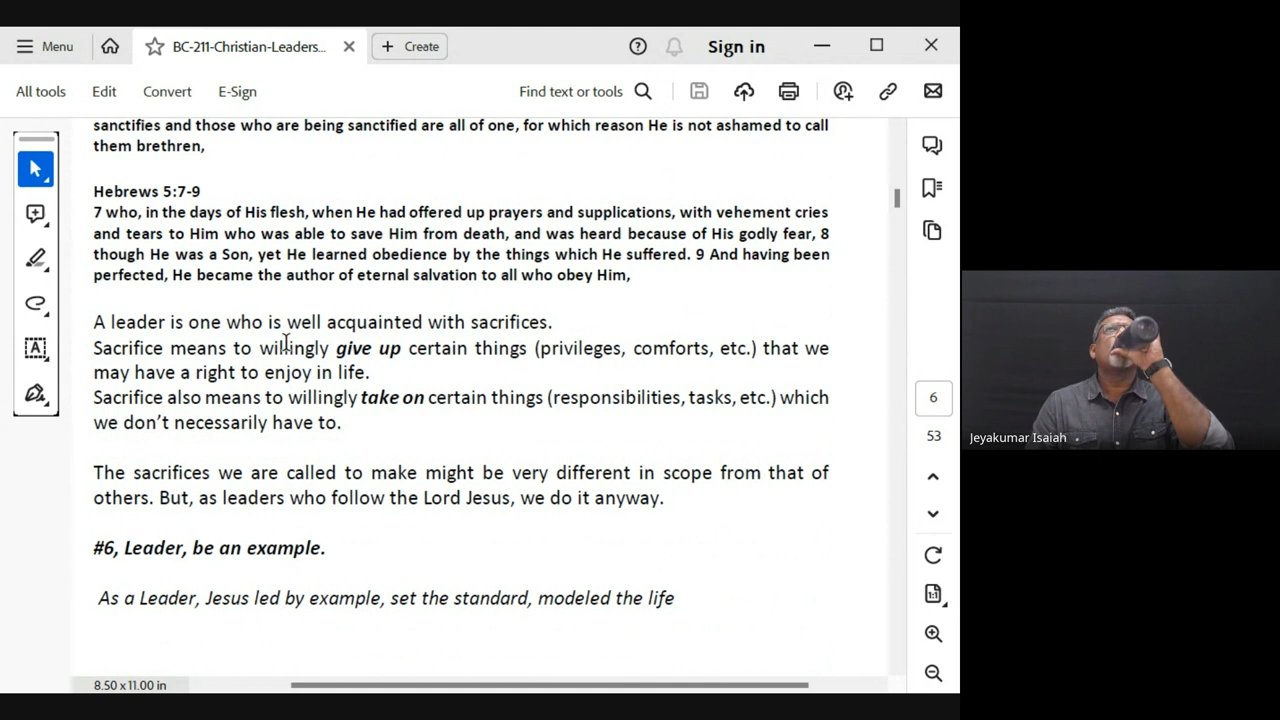 Menu
BC-211-Christian-Leaders...
Create
Sign in
All tools
Edit
Convert
E-Sign
Find text or tools
sanctifies and those who are being sanctified are all of one, for which reason He is not ashamed to call
them brethren,
Hebrews 5:7-9
7 who, in the days of His flesh, when He had offered up prayers and supplications, with vehement cries
and tears to Him who was able to save Him from death, and was heard because of His godly fear, 8
though He was a Son, yet He learned obedience by the things which He suffered. 9 And having been
perfected, He became the author of eternal salvation to all who obey Him,
A leader is one who is well acquainted with sacrifices.
Sacrifice means to willingly give up certain things (privileges, comforts, etc.) that we
may have a right to enjoy in life.
Sacrifice also means to willingly take on certain things (responsibilities, tasks, etc.) which
we don’t necessarily have to.
The sacrifices we are called to make might be very different in scope from that of
others. But, as leaders who follow the Lord Jesus, we do it anyway.
#6, Leader, be an example.
As a Leader, Jesus led by example, set the standard, modeled the life
6
53
1:1
8.50 x 11.00 in
Jeyakumar Isaiah